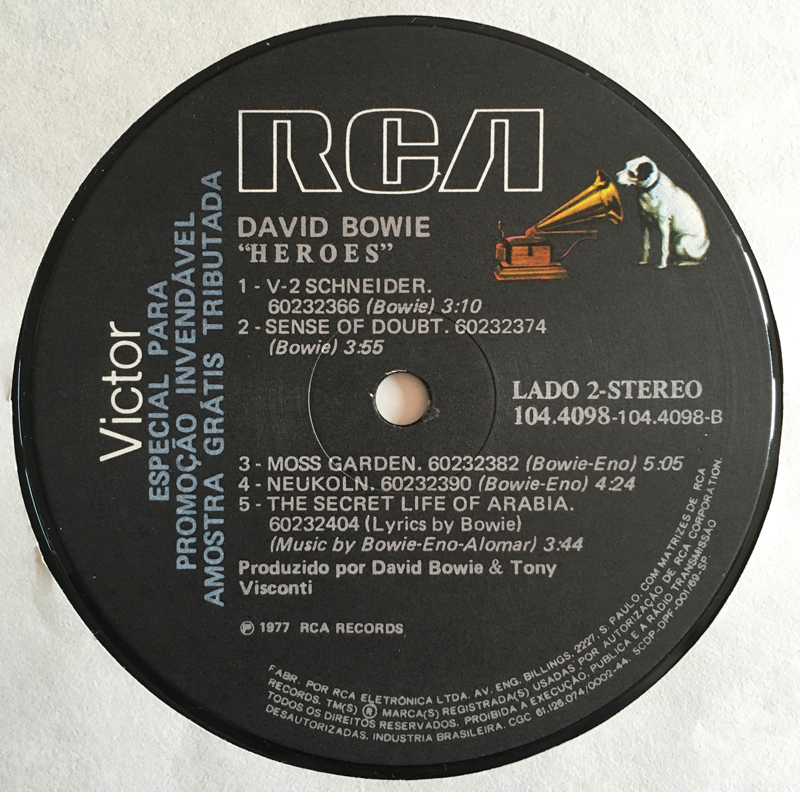 RCA
DAVID BOWIE
“HEROES”
1 - V-2 SCHNEIDER.
60232366 (Bowie) 3:10
2 - SENSE OF DOUBT. 60232374
(Bowie) 3:55
LADO 2-STEREO
104.4098-104.4098-B
3 - MOSS GARDEN. 60232382 (Bowie-Eno) 5:05
4 - NEUKOLN. 60232390 (Bowie-Eno) 4:24
5 - THE SECRET LIFE OF ARABIA.
60232404 (Lyrics by Bowie)
(Music by Bowie-Eno-Alomar) 3:44
Produzido por David Bowie & Tony
Visconti
℗ 1977 RCA RECORDS
Victor
ESPECIAL PARA
PROMOÇÃO INVENDÁVEL
AMOSTRA GRÁTIS TRIBUTADA
FABR. POR RCA ELETRÔNICA LTDA. AV. ENG. BILLINGS, 2227, S. PAULO, COM MATRIZES DE RCA
RECORDS. TM(S) ® MARCA(S) REGISTRADA(S) USADAS POR AUTORIZAÇÃO DE RCA CORPORATION.
TODOS OS DIREITOS RESERVADOS. PROIBIDA A EXECUÇÃO PUBLICA E A RÁDIO TRANSMISSÃO
DESAUTORIZADAS. INDUSTRIA BRASILEIRA. CGC 61.126.074/0002-44. SCDP-DPF-001/69-SP.